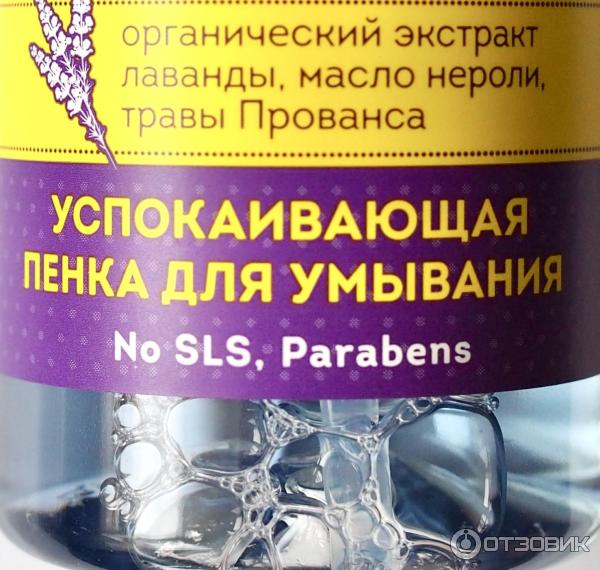 органический экстракт
лаванды, масло нероли,
травы Прованса
УСПОКАИВАЮЩАЯ
ПЕНКА ДЛЯ УМЫВАНИЯ
No SLS, Parabens
ОТЗОВИК